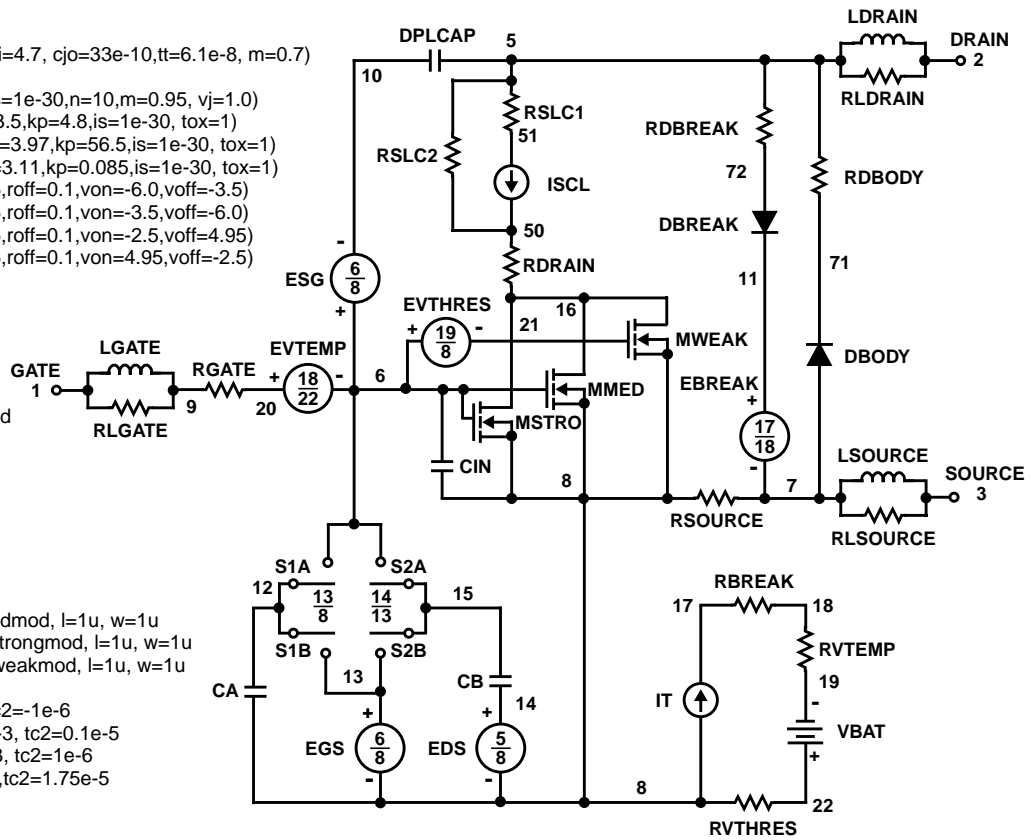 i=4.7, cjo=33e-10,tt=6.1e-8, m=0.7)
=1e-30,n=10,m=0.95, vj=1.0)
3.5,kp=4.8,is=1e-30, tox=1)
=3.97,kp=56.5,is=1e-30, tox=1)
=3.11,kp=0.085,is=1e-30, tox=1)
,roff=0.1,von=-6.0,voff=-3.5)
,roff=0.1,von=-3.5,voff=-6.0)
,roff=0.1,von=-2.5,voff=4.95)
,roff=0.1,von=4.95,voff=-2.5)
d
dmod, l=1u, w=1u
trongmod, l=1u, w=1u
weakmod, l=1u, w=1u
c2=-1e-6
-3, tc2=0.1e-5
, tc2=1e-6
,tc2=1.75e-5
DPLCAP
5
10
LDRAIN
DRAIN
2
RLDRAIN
RSLC1
51
RSLC2
ISCL
50
RDRAIN
RDBREAK
72
RDBODY
DBREAK
11
71
-
ESG
6
8
+
EVTHRES
+
19
8
-
21
16
MWEAK
DBODY
EBREAK
+
17
18
-
LGATE
GATE
1
RLGATE
9
RGATE
20
EVTEMP
+
18
22
-
6
MMED
MSTRO
CIN
8
RSOURCE
7
LSOURCE
SOURCE
3
RLSOURCE
S1A
S2A
12
13
8
14
13
15
S1B
S2B
13
CA
CB
14
+
EGS
6
8
-
+
EDS
5
8
-
8
RBREAK
17
18
RVTEMP
19
IT
-
VBAT
+
22
RVTHRES